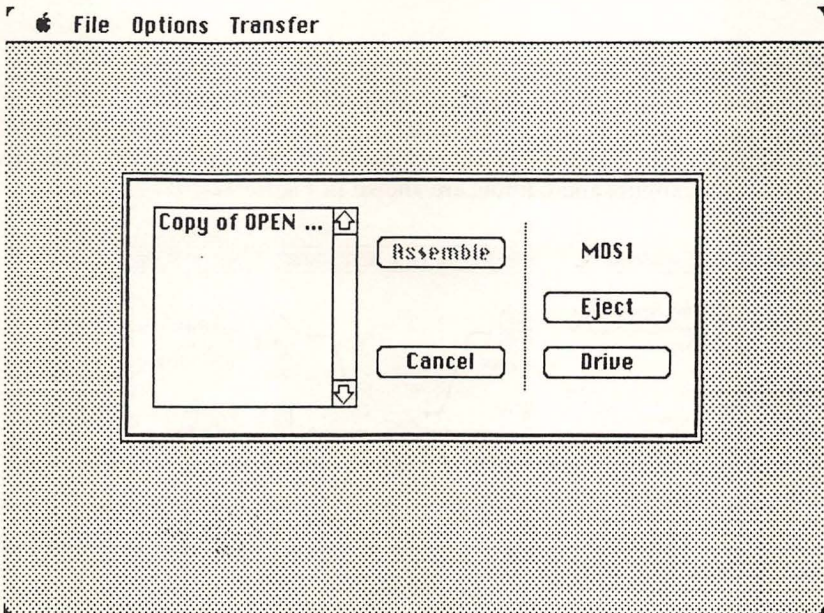 File Options Transfer
Copy of OPEN ...
Assemble
Cancel
MDS1
Eject
Drive